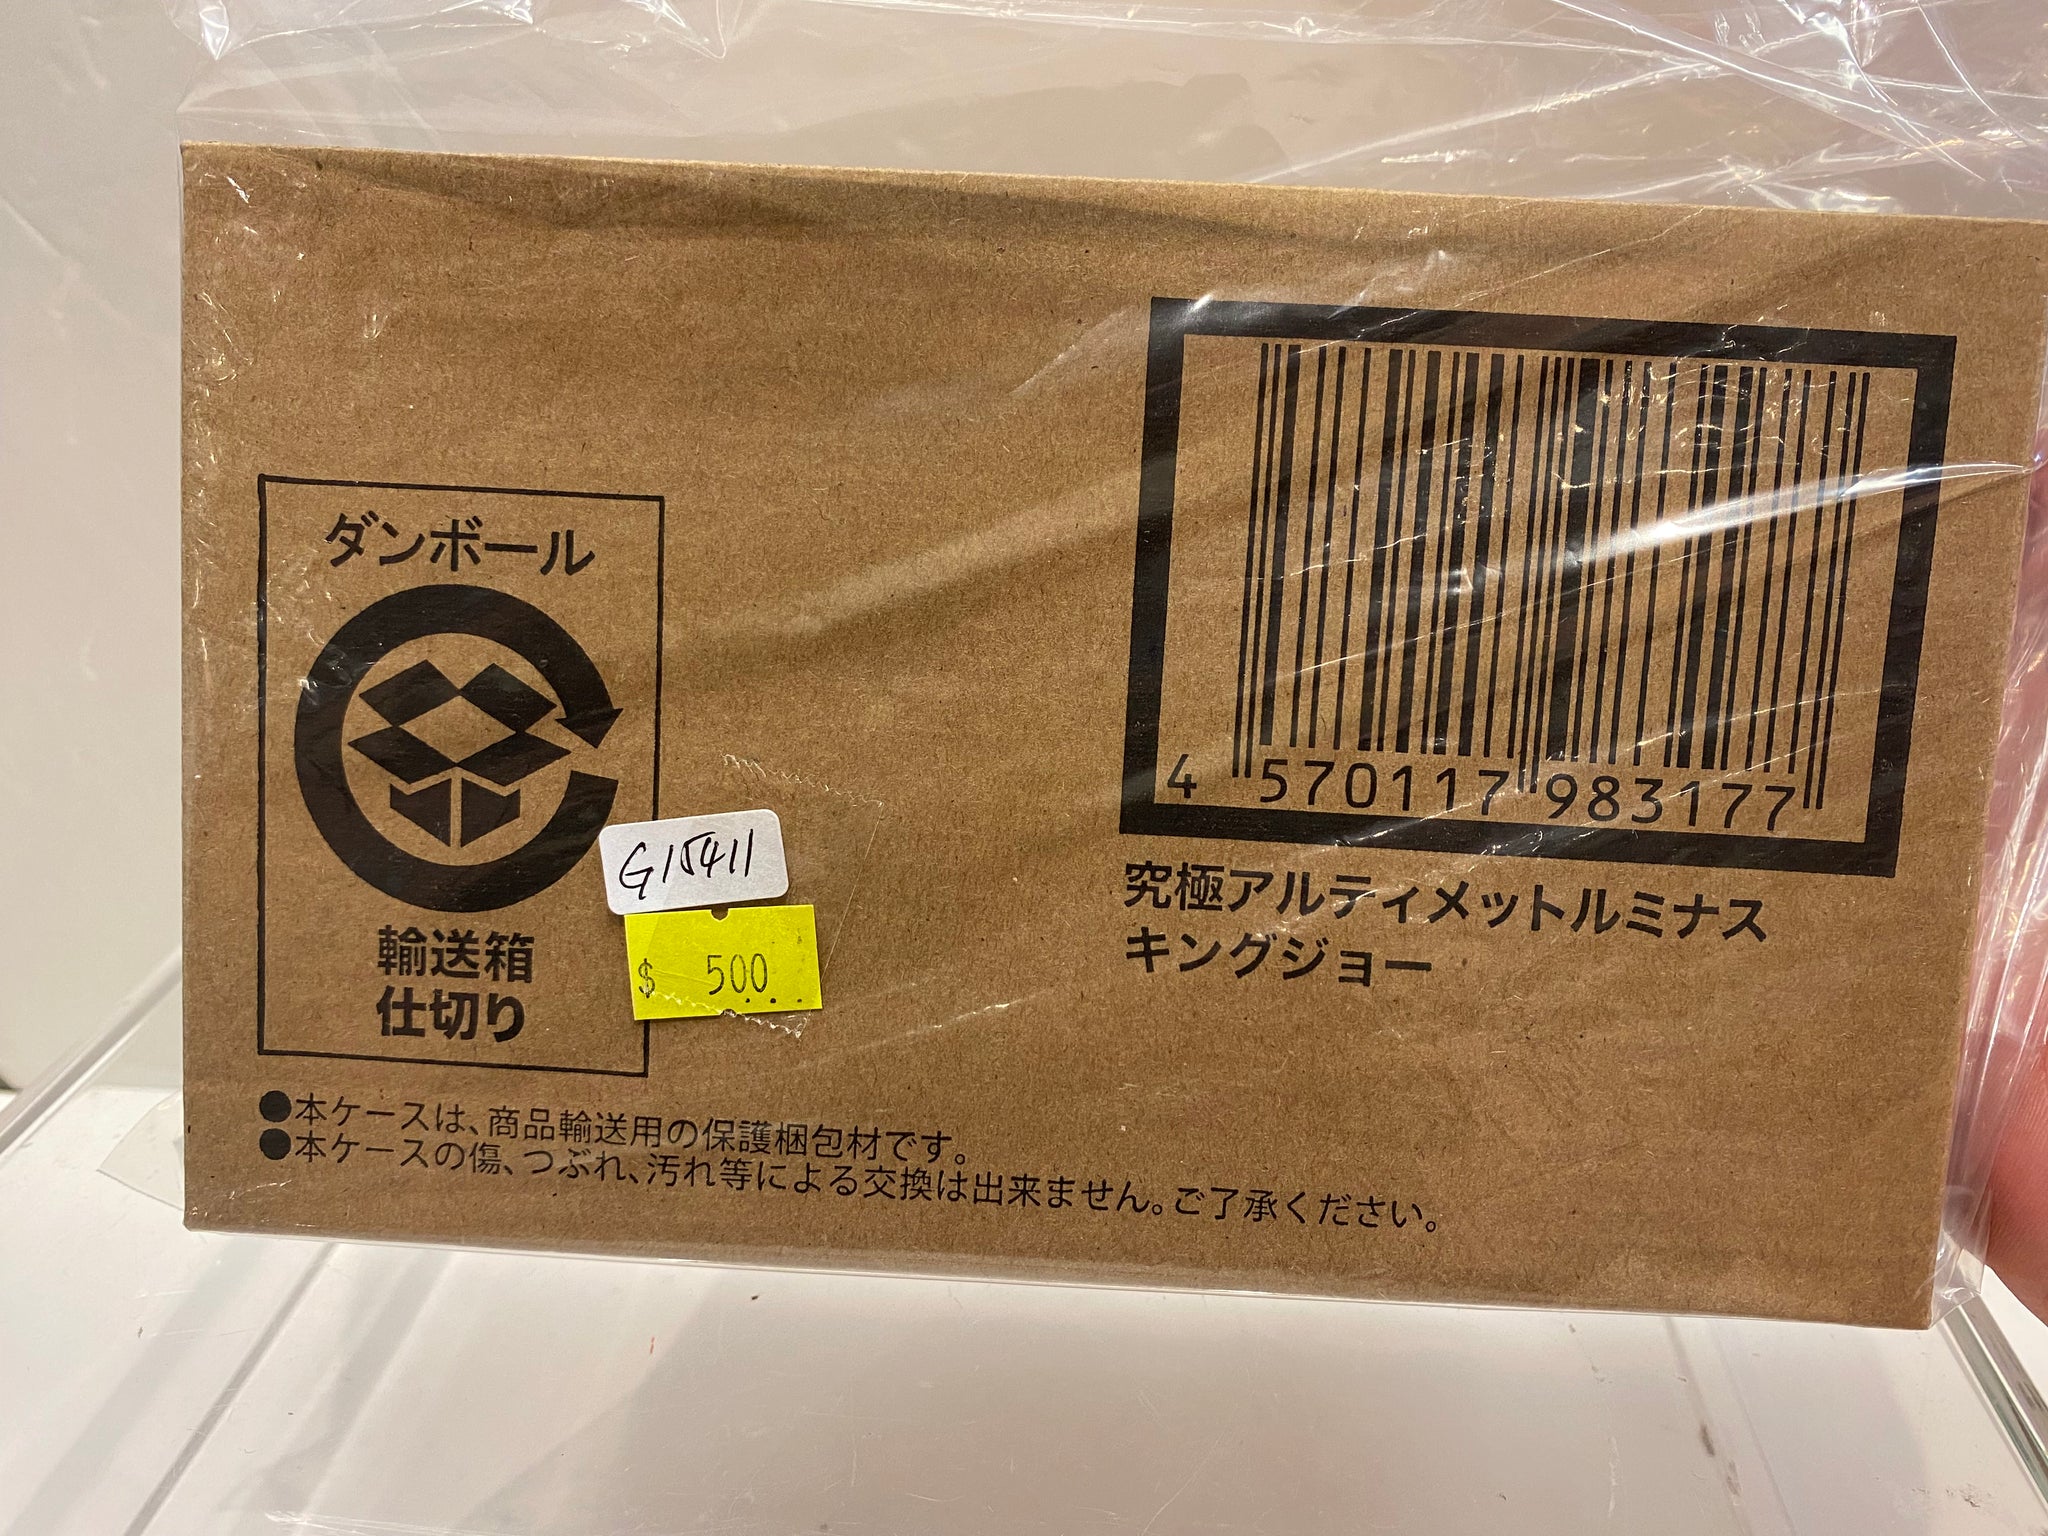 ダンボール
輸送箱
仕切り
G15411
$ 500
4 570117 983177
究極アルティメットルミナス
キングジョー
●本ケースは、商品輸送用の保護梱包材です。
●本ケースの傷、つぶれ、汚れ等による交換は出来ません。ご了承ください。